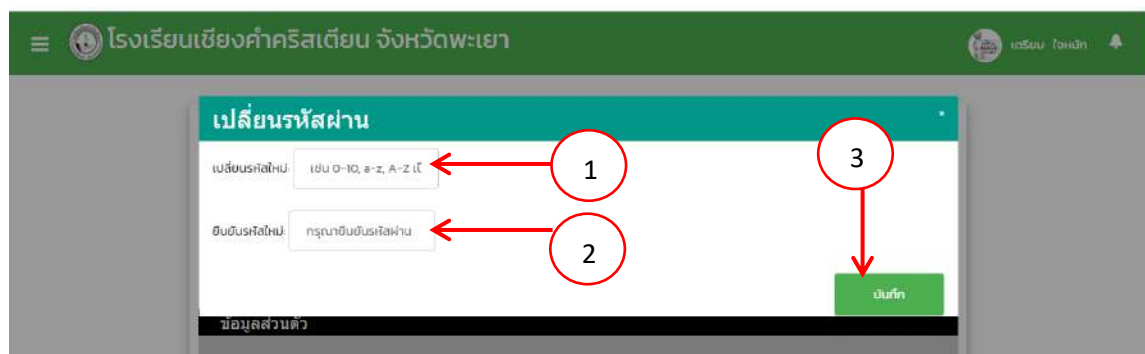 โรงเรียนเชียงคำคริสเตียน จังหวัดพะเยา
เตรียม ใจหนัก
เปลี่ยนรหัสผ่าน
เปลี่ยนรหัสใหม่:
เช่น 0-10, a-z, A-Z
1
3
ยืนยันรหัสใหม่:
กรุณายืนยันรหัสผ่าน
2
บันทึก
ข้อมูลส่วนตัว